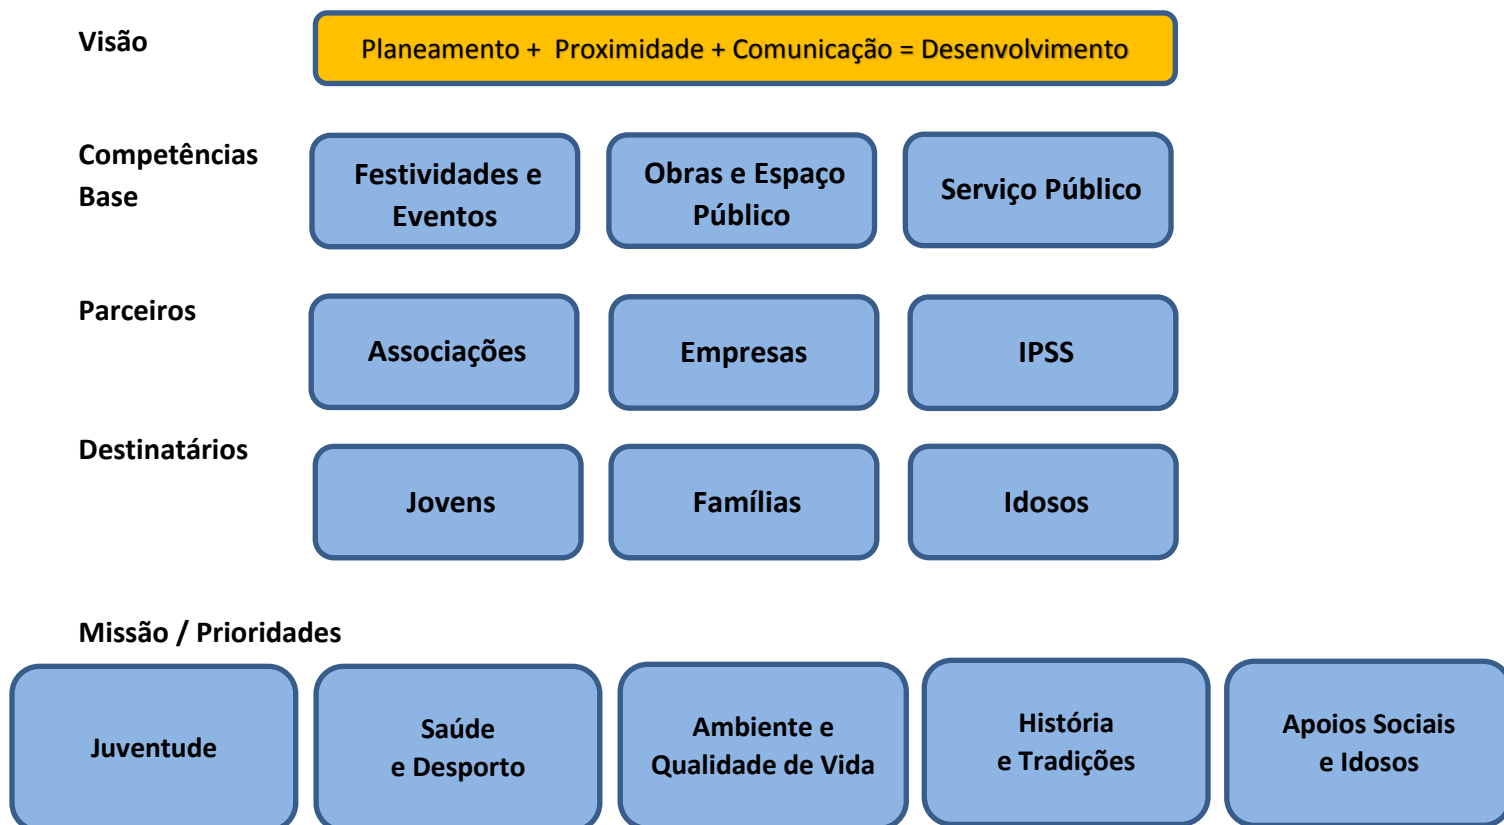 Visão
Planeamento + Proximidade + Comunicação = Desenvolvimento
Competências
Base
Festividades e
Eventos
Obras e Espaço
Público
Serviço Público
Parceiros
Associações
Empresas
IPSS
Destinatários
Jovens
Famílias
Idosos
Missão / Prioridades
Juventude
Saúde
e Desporto
Ambiente e
Qualidade de Vida
História
e Tradições
Apoios Sociais
e Idosos